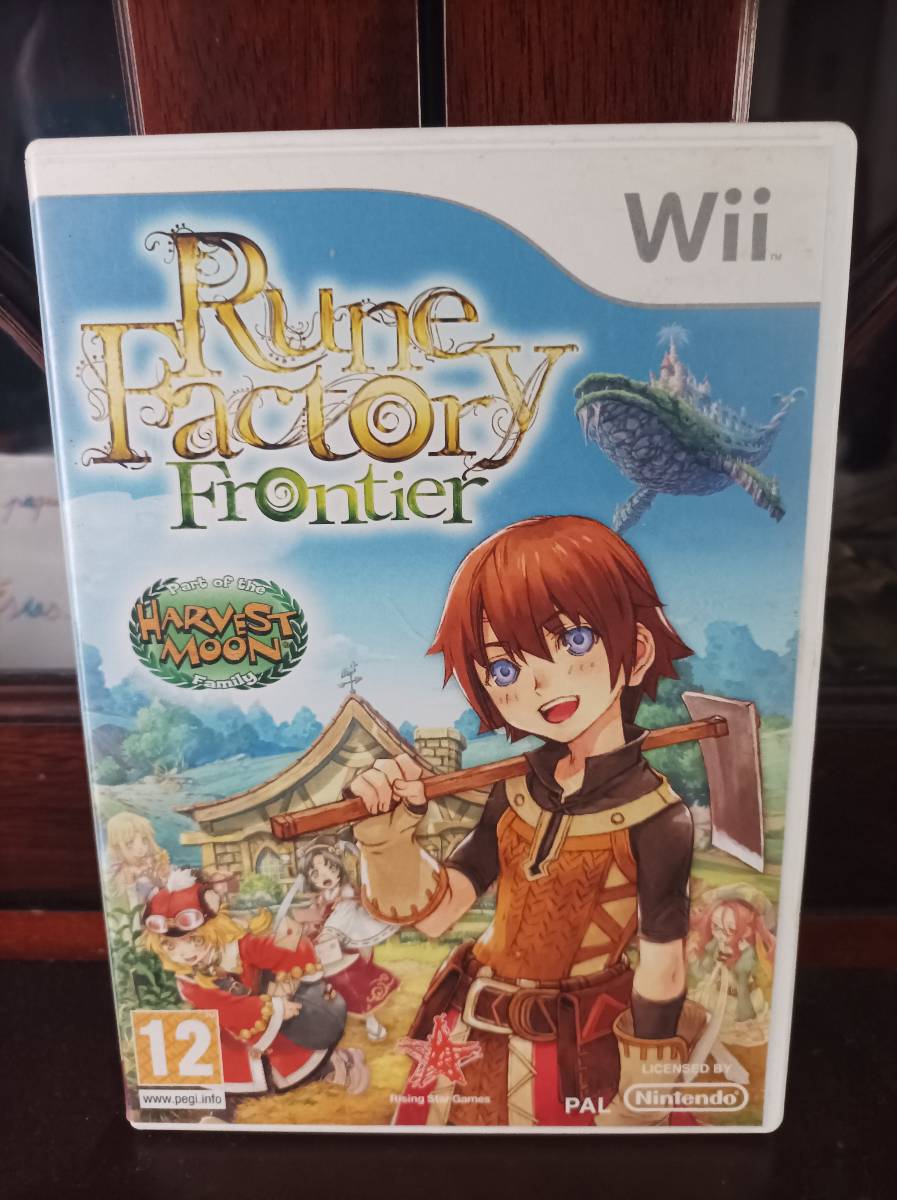 Wii
TM
Rune
Factory
Frontier
Part of the
HARVEST
MOON
Family
12
www.pegi.info
Rising Star Games
PAL
LICENSED BY
Nintendo